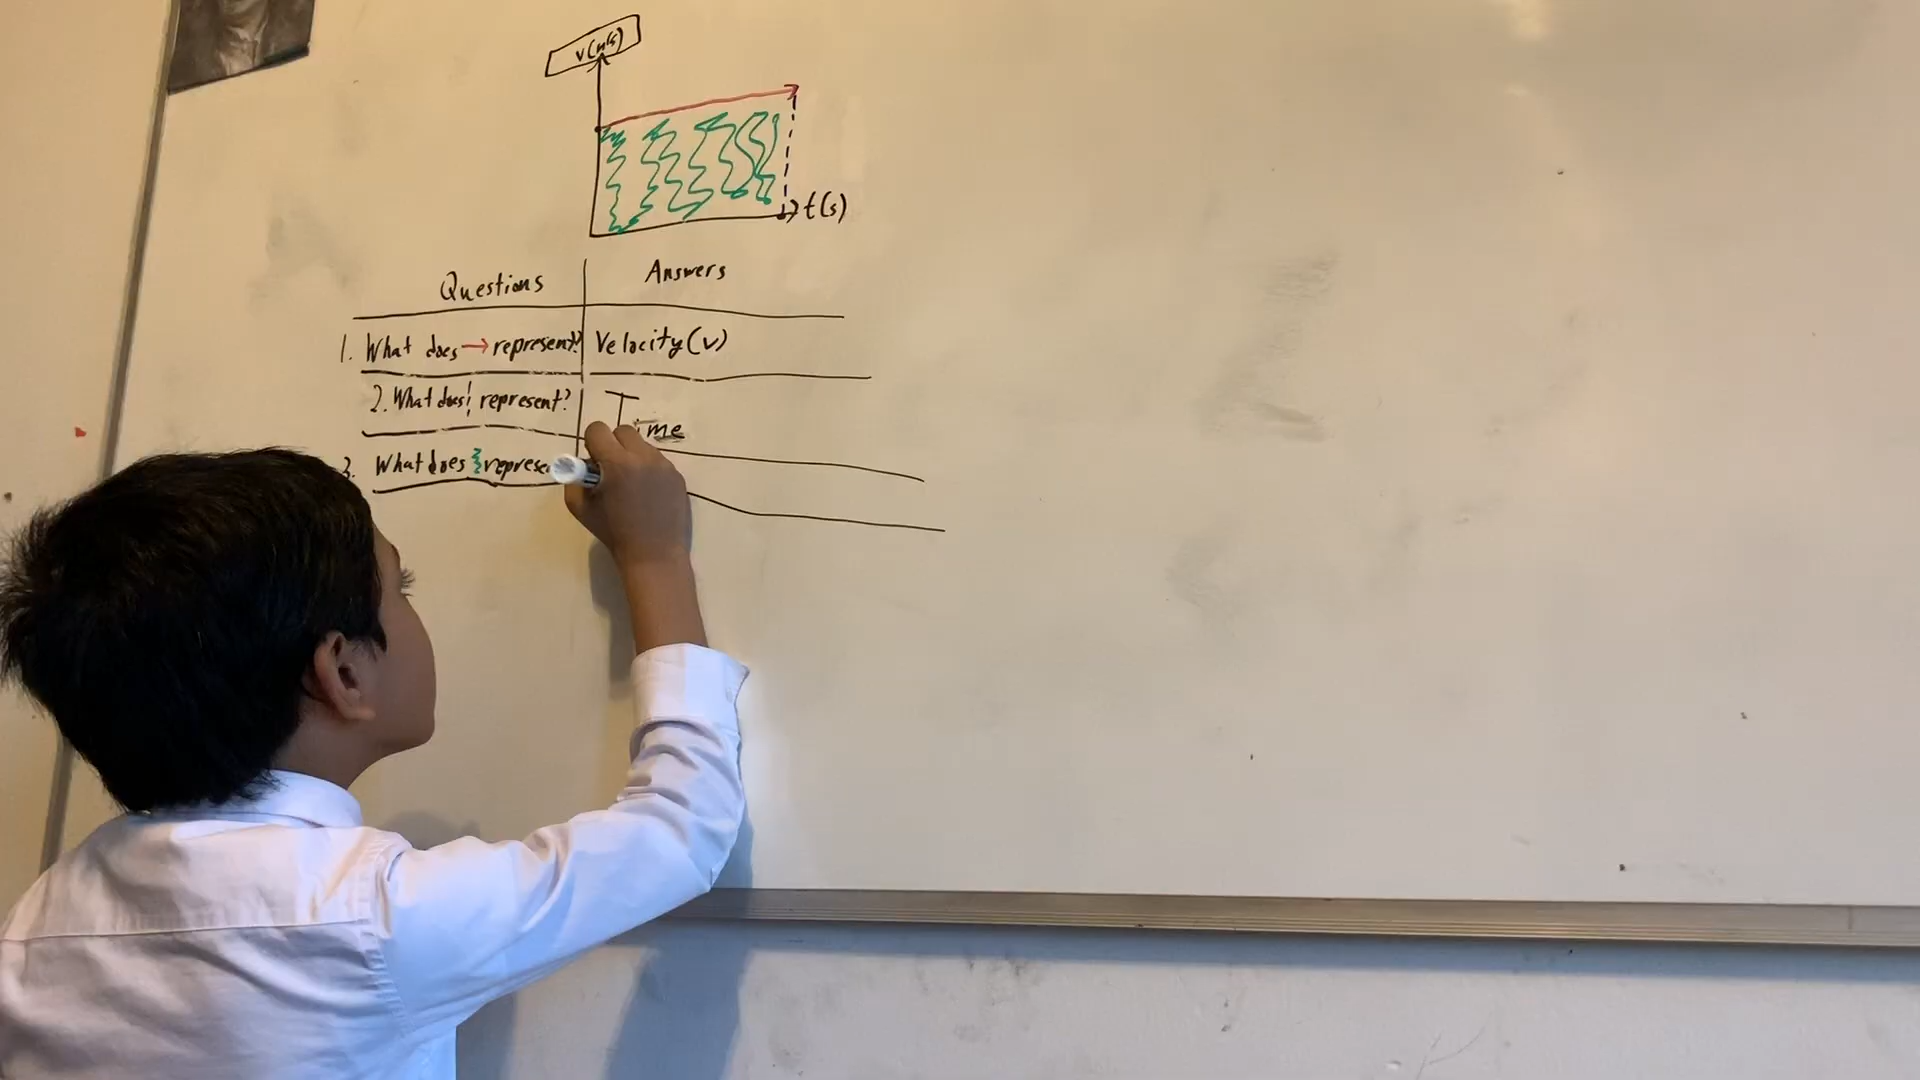 v(m/s)
t(s)
Questions Answers
1. What does → represent? Velocity(v)
2. What does ¦ represent? Time
3. What does represe